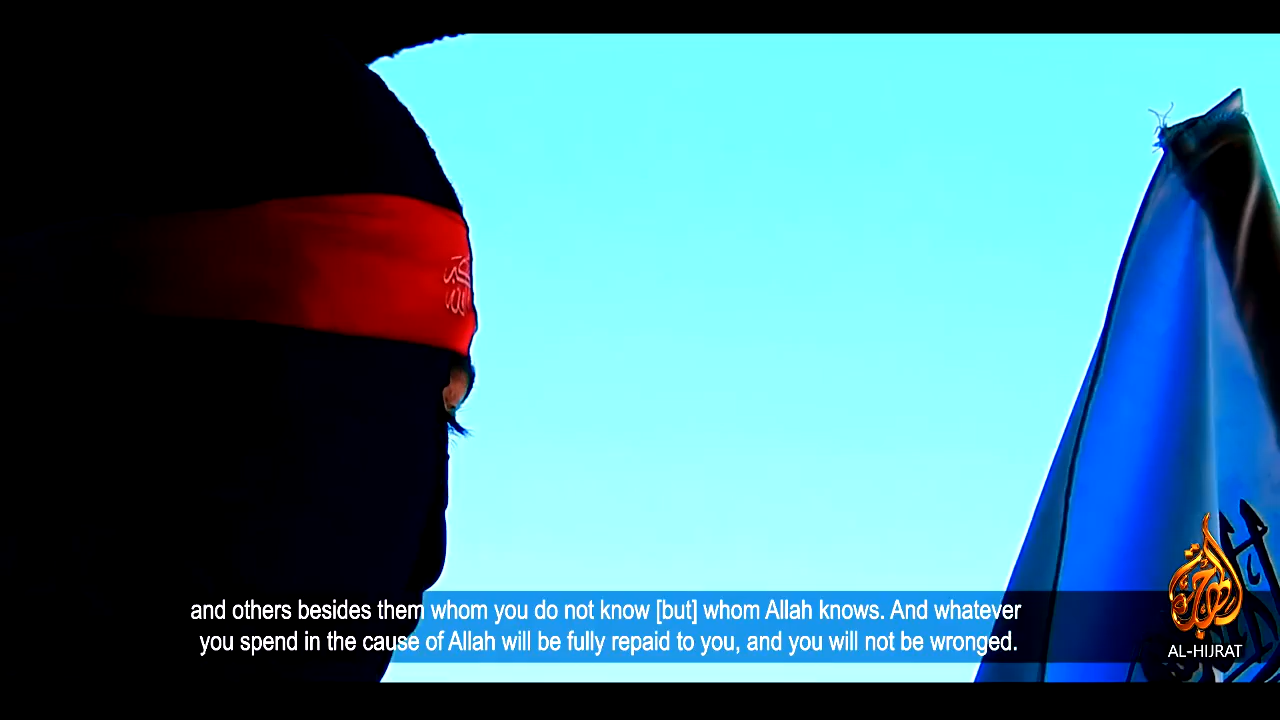 and others besides them whom you do not know [but] whom Allah knows. And whatever
you spend in the cause of Allah will be fully repaid to you, and you will not be wronged.
الهجرة
AL-HIJRAT